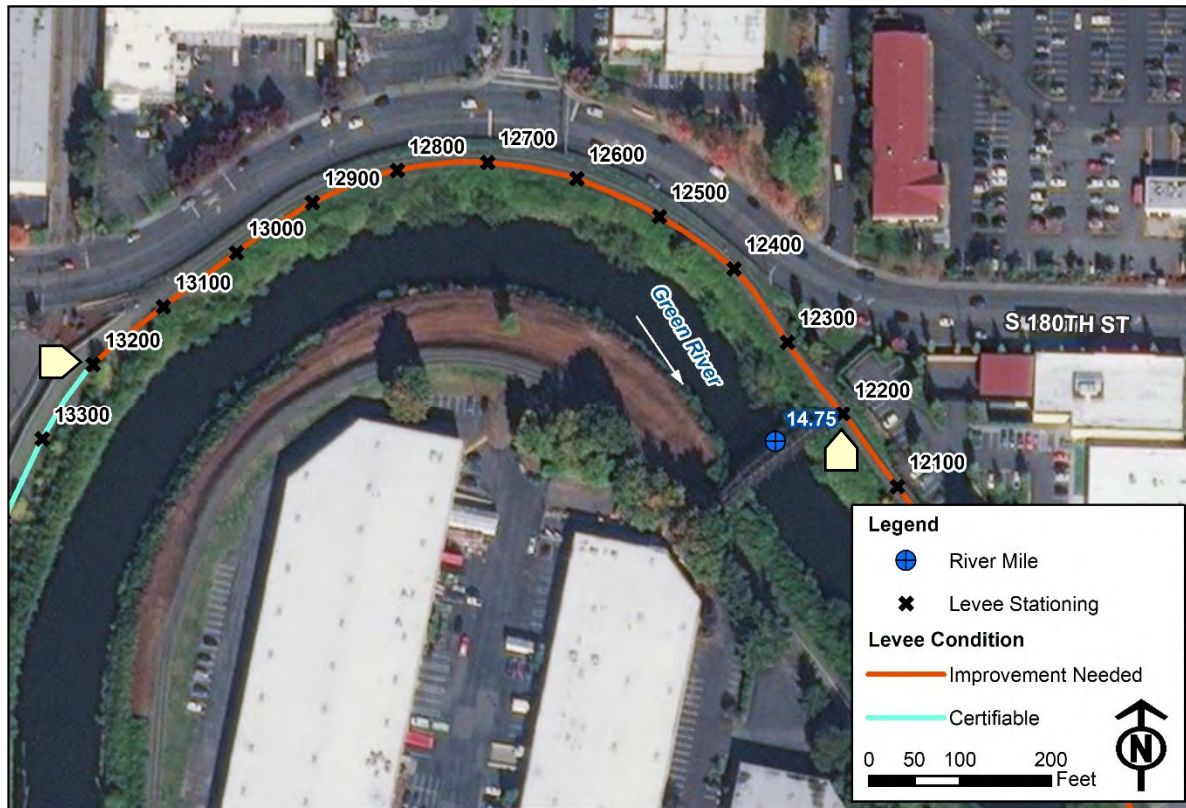 12700
12800
12600
12900
12500
13000
12400
13100
Green River
12300
S 180TH ST
13200
12200
14.75
13300
12100
Legend
River Mile
Levee Stationing
Levee Condition
Improvement Needed
Certifiable
0 50 100 200
Feet
N